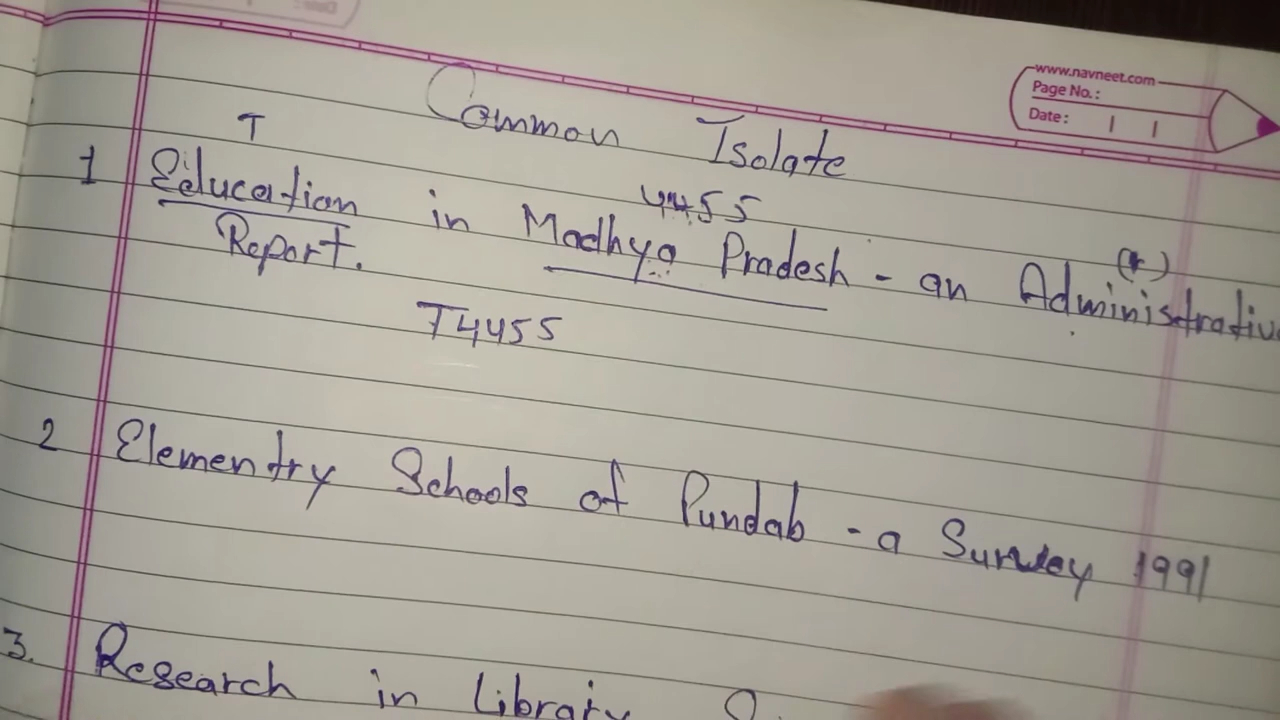 www.navneet.com
Page No.:
Date:
Common Isolate
T 4455 (r)
1 Education in Madhya Pradesh - an Administrativ
Report.
T4455
2 Elementry Schools of Pundab - a Survey 1991
3. Research in Library